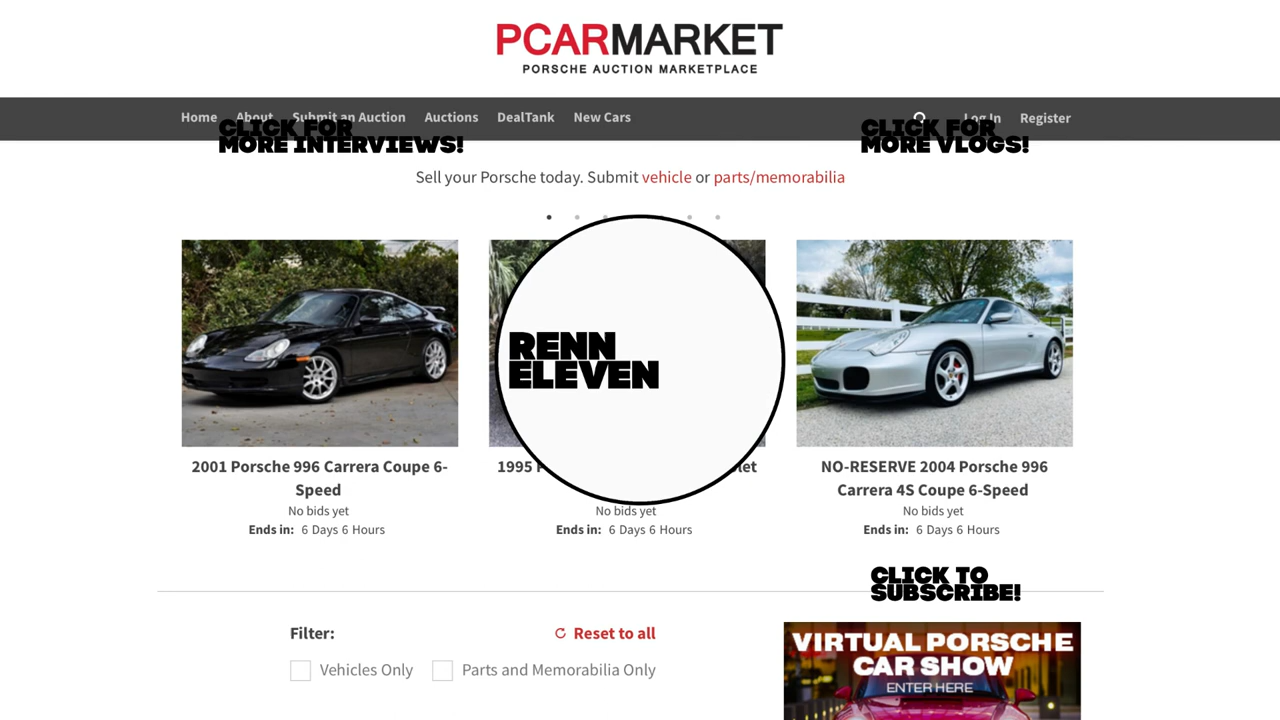 PCARMARKET
PORSCHE AUCTION MARKETPLACE
Home About Submit an Auction Auctions DealTank New Cars Log In Register
CLICK FOR
MORE INTERVIEWS!
CLICK FOR
MORE VLOGS!
Sell your Porsche today. Submit vehicle or parts/memorabilia
RENN
ELEVEN
2001 Porsche 996 Carrera Coupe 6-
Speed
No bids yet
Ends in: 6 Days 6 Hours
1995
No bids yet
Ends in: 6 Days 6 Hours
NO-RESERVE 2004 Porsche 996
Carrera 4S Coupe 6-Speed
No bids yet
Ends in: 6 Days 6 Hours
CLICK TO
SUBSCRIBE!
Filter:
Reset to all
Vehicles Only
Parts and Memorabilia Only
VIRTUAL PORSCHE
CAR SHOW
ENTER HERE